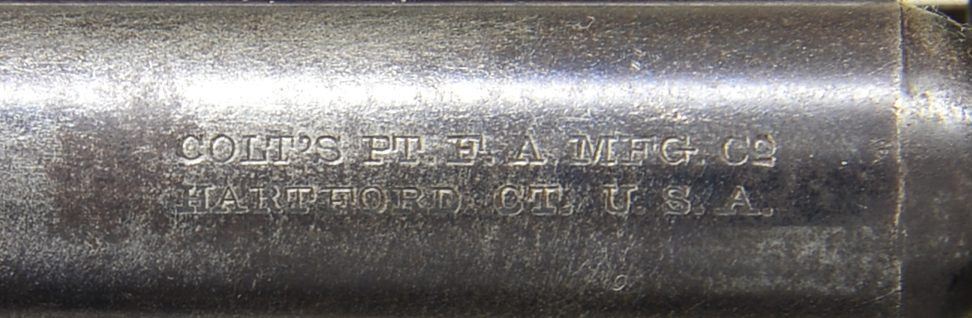 COLT'S PT. F. A. MFG. Co
HARTFORD. CT. U. S. A.